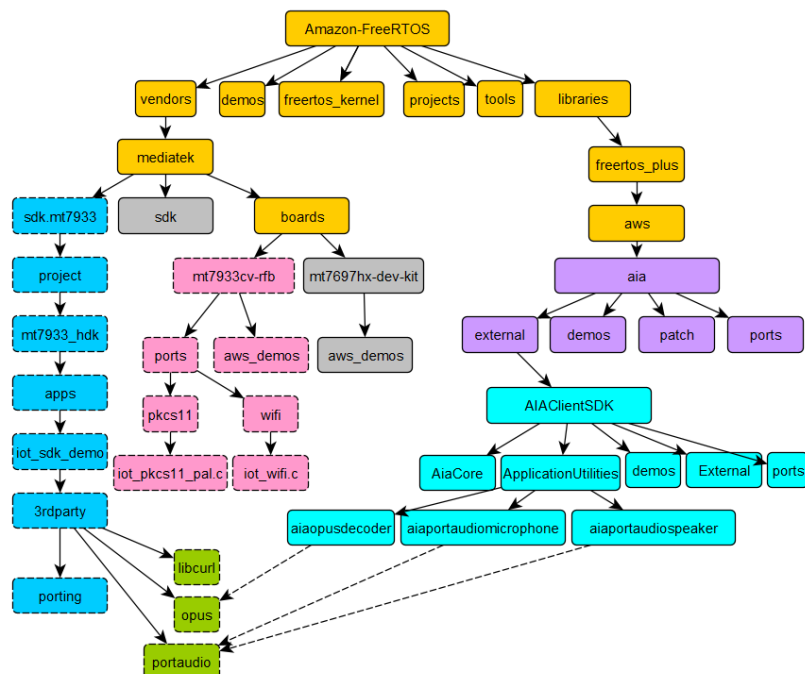 Amazon-FreeRTOS
vendors
demos
freertos_kernel
projects
tools
libraries
mediatek
freertos_plus
sdk.mt7933
sdk
boards
aws
project
mt7933cv-rfb
mt7697hx-dev-kit
aia
mt7933_hdk
ports
aws_demos
aws_demos
external
demos
patch
ports
apps
pkcs11
wifi
AIAClientSDK
iot_sdk_demo
iot_pkcs11_pal.c
iot_wifi.c
AiaCore
ApplicationUtilities
demos
External
ports
3rdparty
aiaopusdecoder
aiaportaudiomicrophone
aiaportaudiospeaker
libcurl
porting
opus
portaudio